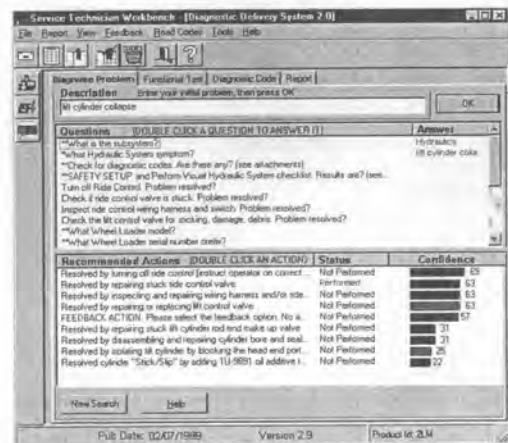 Service Technician Workbench - [Diagnostic Delivery System 2.0]
File Report View Feedback Read Codes Tools Help
Diagnose Problem Functional Test Diagnostic Code Report
Description Enter your initial problem, then press OK
lift cylinder collapse
OK
Questions (DOUBLE CLICK A QUESTION TO ANSWER IT) Answer
**What is the subsystem? Hydraulics
*What Hydraulic System symptom? lift cylinder colla
*Check for diagnostic codes. Are there any? (see attachments)
*SAFETY SETUP and Perform Visual Hydraulic System checklist. Results are? (see...
Turn off Ride Control. Problem resolved?
Check if ride control valve is stuck. Problem resolved?
Inspect ride control wiring harness and switch. Problem resolved?
Check the lift control valve for sticking, damage, debris. Problem resolved?
**What Wheel Loader model?
*What Wheel Loader serial number
Recommended Actions (DOUBLE CLICK AN ACTION) Status Confidence
Resolved by turning off ride control [instruct operator on correct ... Not Performed 69
Resolved by repairing stuck ride control valve Performed 63
Resolved by inspecting and repairing wiring harness and/or ride... Not Performed 63
Resolved by repairing or replacing lift control valve Not Performed 63
FEEDBACK ACTION. Please select the feedback option. No a... Not Performed 57
Resolved by repairing stuck lift cylinder rod end make up valve Not Performed 31
Resolved by disassembling and repairing cylinder bore and seal... Not Performed 31
Resolved by isolating lift cylinder by blocking the head end port... Not Performed 25
Resolved cylinder "Stick/Slip" by adding oil additive Not Performed 22
New Search Help
Pub Date: 02/07/1999 Version 2.9 Product Id: 2LM